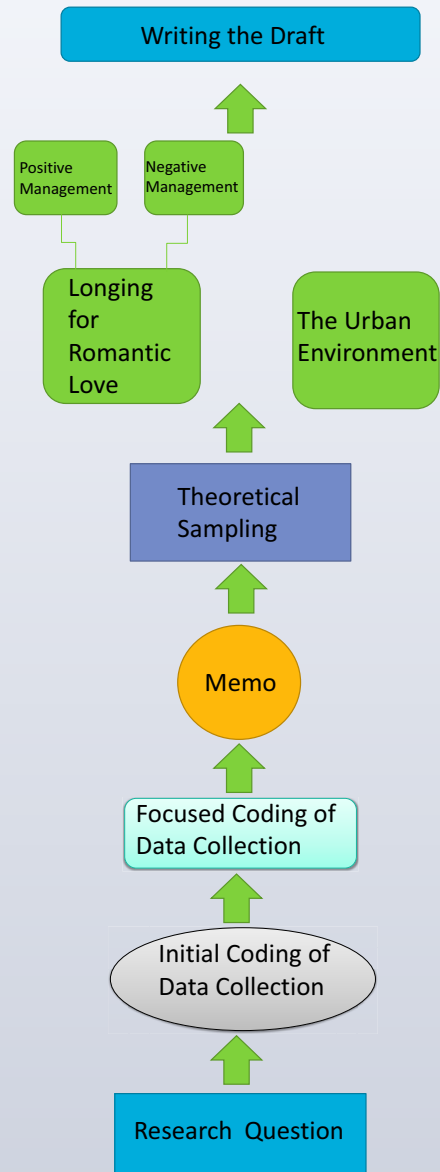 Writing the Draft
Positive
Management
Negative
Management
Longing
for
Romantic
Love
The Urban
Environment
Theoretical
Sampling
Memo
Focused Coding of
Data Collection
Initial Coding of
Data Collection
Research Question